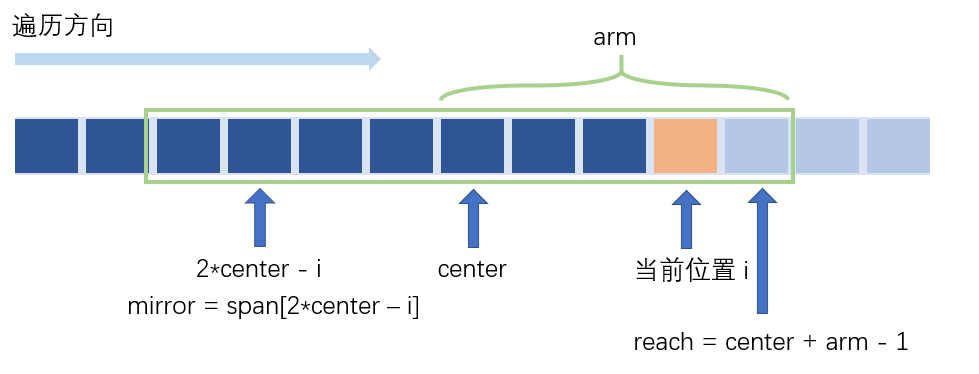 遍历方向
arm
2*center - i
center
当前位置 i
mirror = span[2*center – i]
reach = center + arm - 1